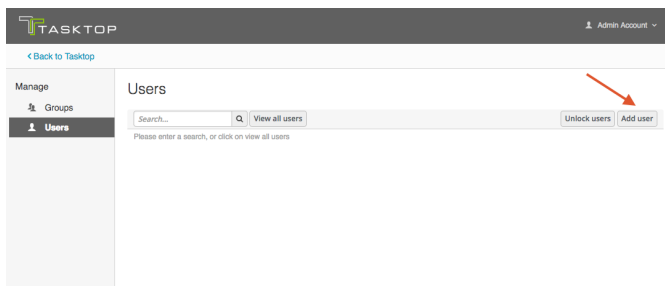 TASKTOP
Admin Account
Back to Tasktop
Manage
Groups
Users
Users
Search...
View all users
Unlock users
Add user
Please enter a search, or click on view all users